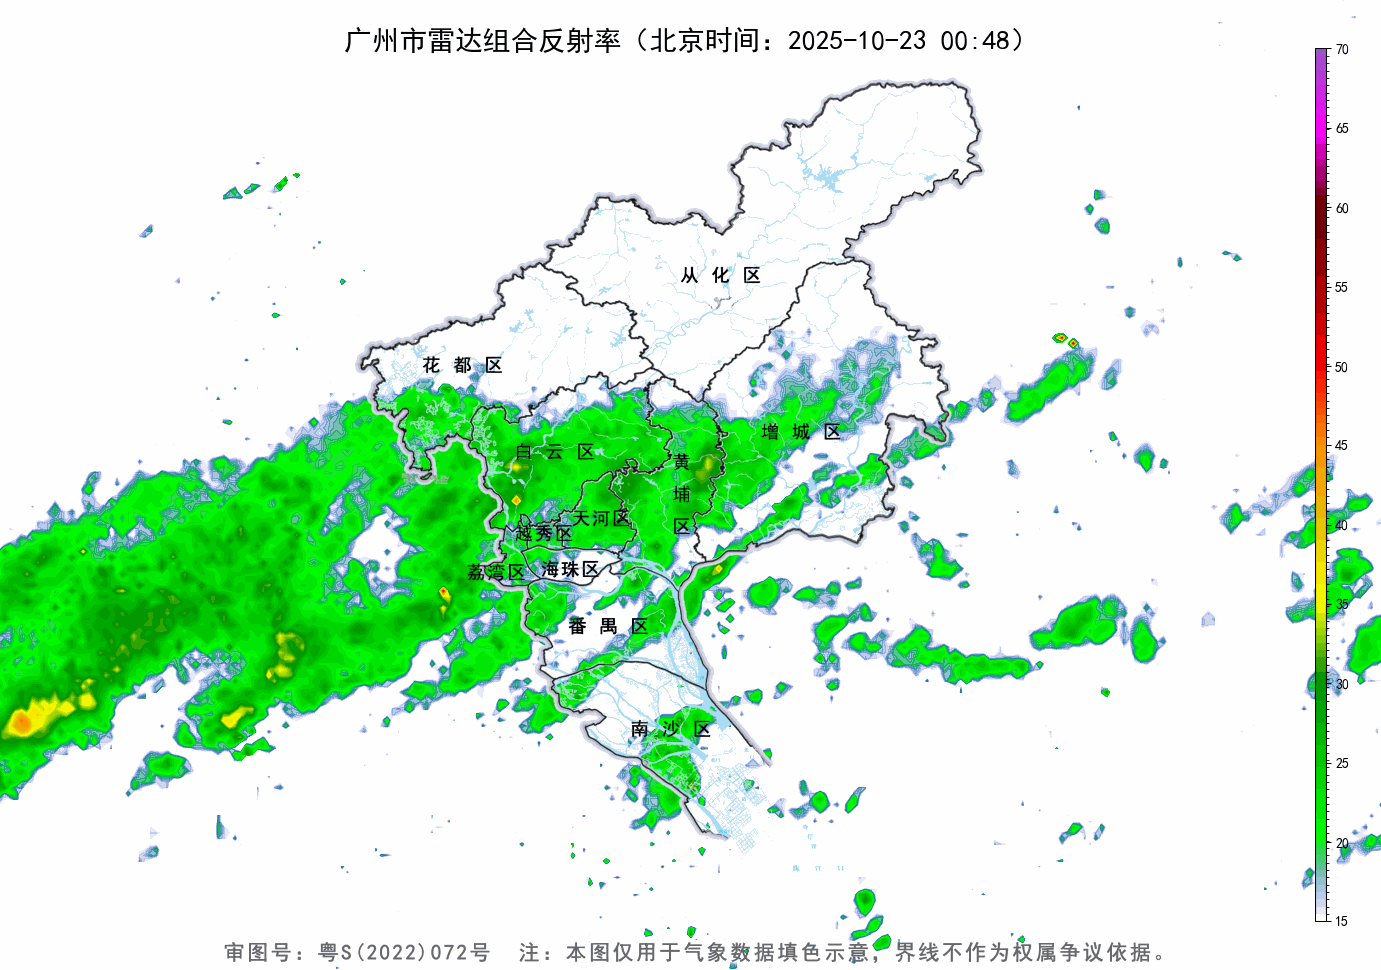 广州市雷达组合反射率（北京时间：2025-10-23 00:48）
70
65
60
55
50
45
40
35
30
25
20
15
从化区
花都区
增城区
白云区
黄埔区
天河区
越秀区
海珠区
荔湾区
番禺区
南沙区
审图号：粤S(2022)072号 注：本图仅用于气象数据填色示意，界线不作为权属争议依据。